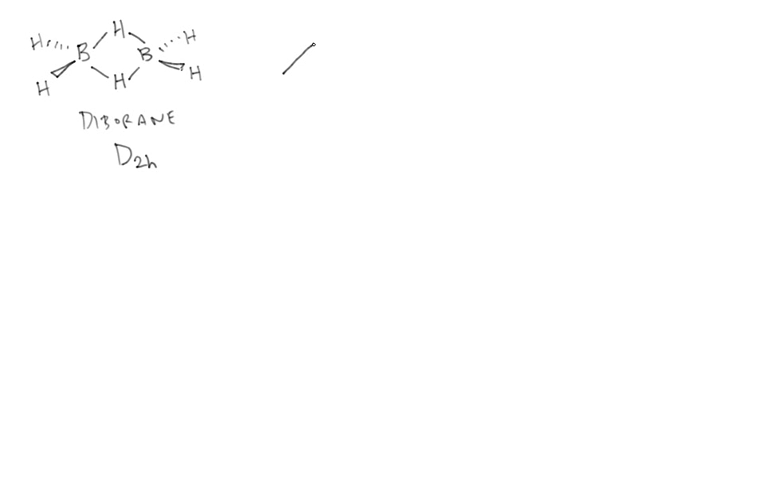 H H H
B B
H H H
DIBORANE
D2h